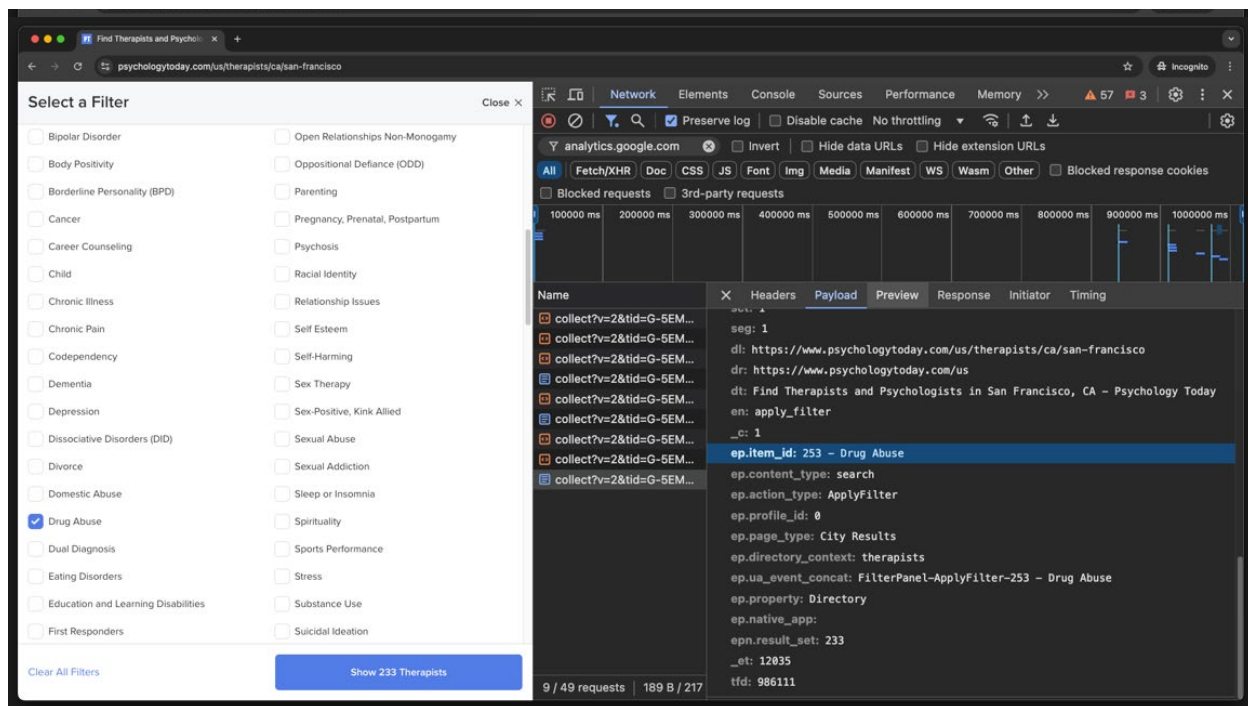 Find Therapists and Psycholo
psychologytoday.com/us/therapists/ca/san-francisco
Incognito
Select a Filter
Close ×
Bipolar Disorder
Open Relationships Non-Monogamy
Body Positivity
Oppositional Defiance (ODD)
Borderline Personality (BPD)
Parenting
Cancer
Pregnancy, Prenatal, Postpartum
Career Counseling
Psychosis
Child
Racial Identity
Chronic Illness
Relationship Issues
Chronic Pain
Self Esteem
Codependency
Self-Harming
Dementia
Sex Therapy
Depression
Sex-Positive, Kink Allied
Dissociative Disorders (DID)
Sexual Abuse
Divorce
Sexual Addiction
Domestic Abuse
Sleep or Insomnia
Drug Abuse
Spirituality
Dual Diagnosis
Sports Performance
Eating Disorders
Stress
Education and Learning Disabilities
Substance Use
First Responders
Suicidal Ideation
Clear All Filters
Show 233 Therapists
Network Elements Console Sources Performance Memory >> 57 3
Preserve log Disable cache No throttling
analytics.google.com Invert Hide data URLs Hide extension URLs
All Fetch/XHR Doc CSS JS Font Img Media Manifest WS Wasm Other Blocked response cookies
Blocked requests 3rd-party requests
100000 ms 200000 ms 300000 ms 400000 ms 500000 ms 600000 ms 700000 ms 800000 ms 900000 ms 1000000 ms
Name
Headers Payload Preview Response Initiator Timing
collect?v=2&tid=G-5EM...
collect?v=2&tid=G-5EM...
collect?v=2&tid=G-5EM...
collect?v=2&tid=G-5EM...
collect?v=2&tid=G-5EM...
collect?v=2&tid=G-5EM...
collect?v=2&tid=G-5EM...
collect?v=2&tid=G-5EM...
collect?v=2&tid=G-5EM...
9 / 49 requests 189 B / 217
seg: 1
dl: https://www.psychologytoday.com/us/therapists/ca/san-francisco
dr: https://www.psychologytoday.com/us
dt: Find Therapists and Psychologists in San Francisco, CA - Psychology Today
en: apply_filter
_c: 1
ep.item_id: 253 - Drug Abuse
ep.content_type: search
ep.action_type: ApplyFilter
ep.profile_id: 0
ep.page_type: City Results
ep.directory_context: therapists
ep.ua_event_concat: FilterPanel-ApplyFilter-253 - Drug Abuse
ep.property: Directory
ep.native_app:
epn.result_set: 233
_et: 12035
tfd: 986111